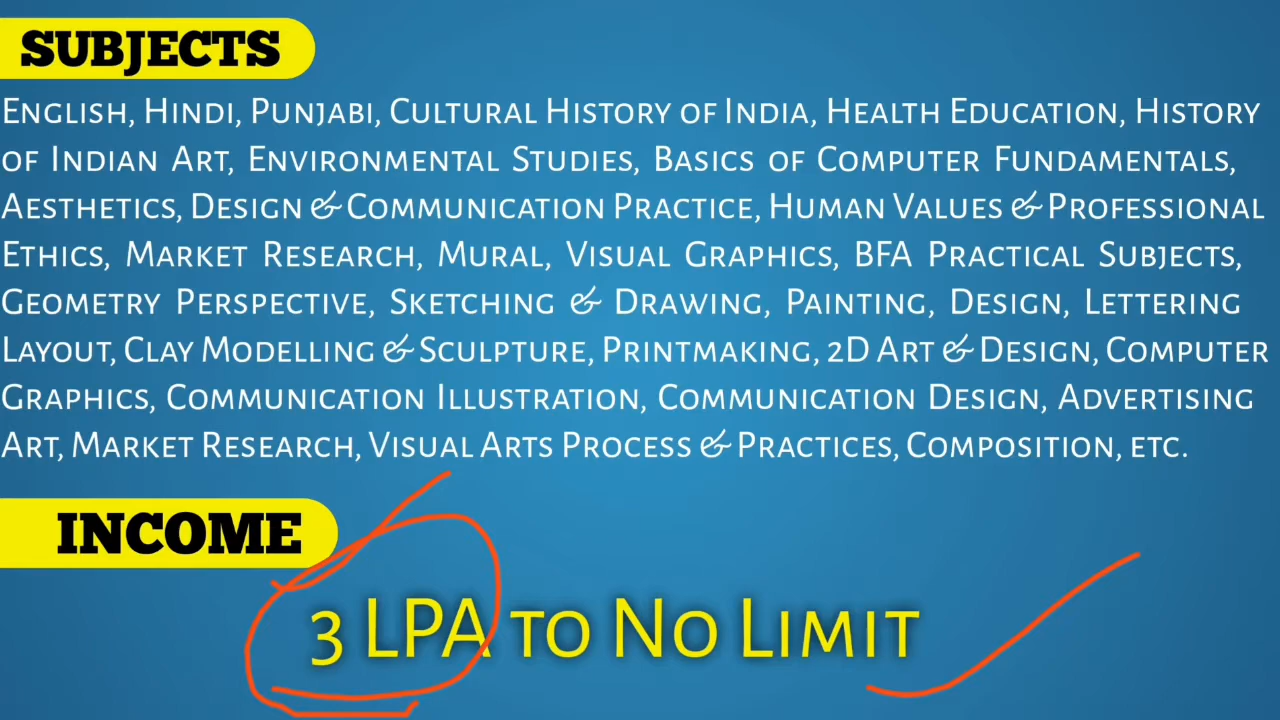 SUBJECTS
English, Hindi, Punjabi, Cultural History of India, Health Education, History
of Indian Art, Environmental Studies, Basics of Computer Fundamentals,
Aesthetics, Design & Communication Practice, Human Values & Professional
Ethics, Market Research, Mural, Visual Graphics, BFA Practical Subjects,
Geometry Perspective, Sketching & Drawing, Painting, Design, Lettering
Layout, Clay Modelling & Sculpture, Printmaking, 2D Art & Design, Computer
Graphics, Communication Illustration, Communication Design, Advertising
Art, Market Research, Visual Arts Process & Practices, Composition, etc.
INCOME
3 LPA to No Limit